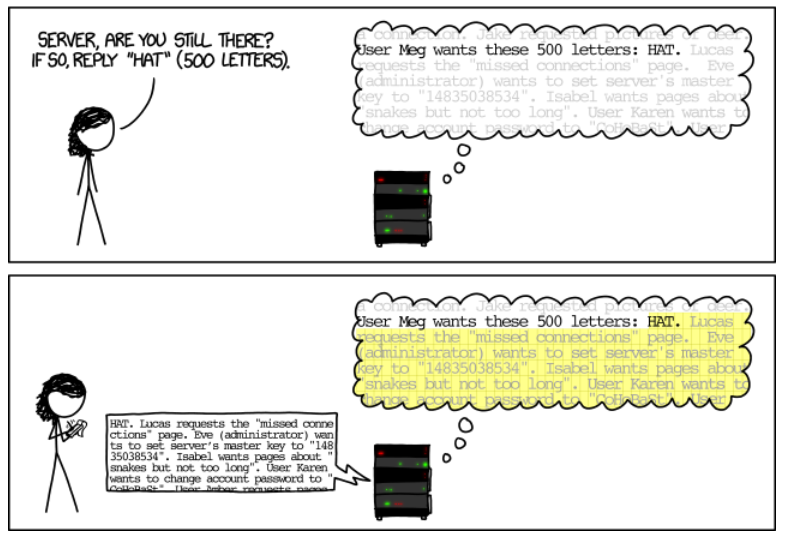 SERVER, ARE YOU STILL THERE?
IF SO, REPLY "HAT" (500 LETTERS).
a connection. Jake requested pictures of deer.
User Meg wants these 500 letters: HAT. Lucas
requests the "missed connections" page. Eve
(administrator) wants to set server's master
key to "14835038534". Isabel wants pages about
"snakes but not too long". User Karen wants to
change account password to "CoHoBaSt". User
a connection. Jake requested pictures of deer.
User Meg wants these 500 letters: HAT. Lucas
requests the "missed connections" page. Eve
(administrator) wants to set server's master
key to "14835038534". Isabel wants pages about
"snakes but not too long". User Karen wants to
change account password to "CoHoBaSt". User
HAT. Lucas requests the "missed conne
ctions" page. Eve (administrator) wan
ts to set server's master key to "148
35038534". Isabel wants pages about "
snakes but not too long". User Karen
wants to change account password to "
CoHoBaSt". User Amber requests pages